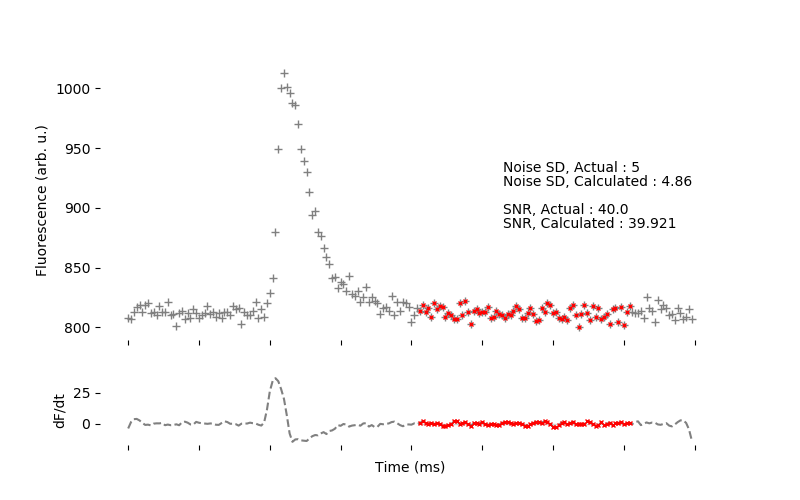 1000
950
900
850
800
Fluorescence (arb. u.)
Noise SD, Actual : 5
Noise SD, Calculated : 4.86
SNR, Actual : 40.0
SNR, Calculated : 39.921
25
0
dF/dt
Time (ms)